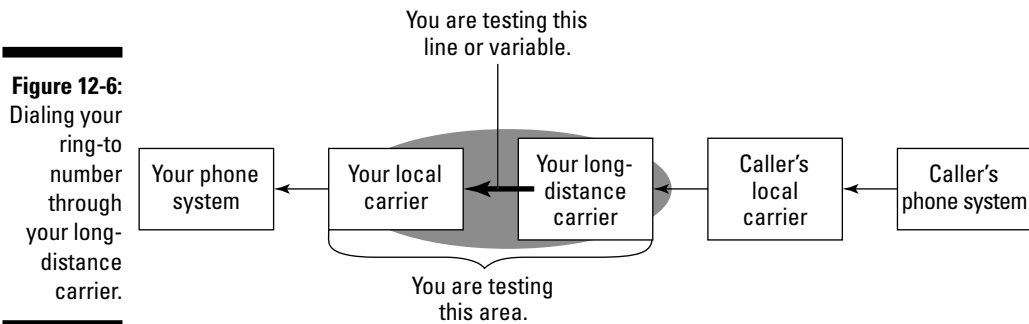 You are testing this
line or variable.
Figure 12-6:
Dialing your
ring-to
number
through
your long-
distance
carrier.
Your phone
system
Your local
carrier
Your long-
distance
carrier
Caller's
local
carrier
Caller's
phone system
You are testing
this area.